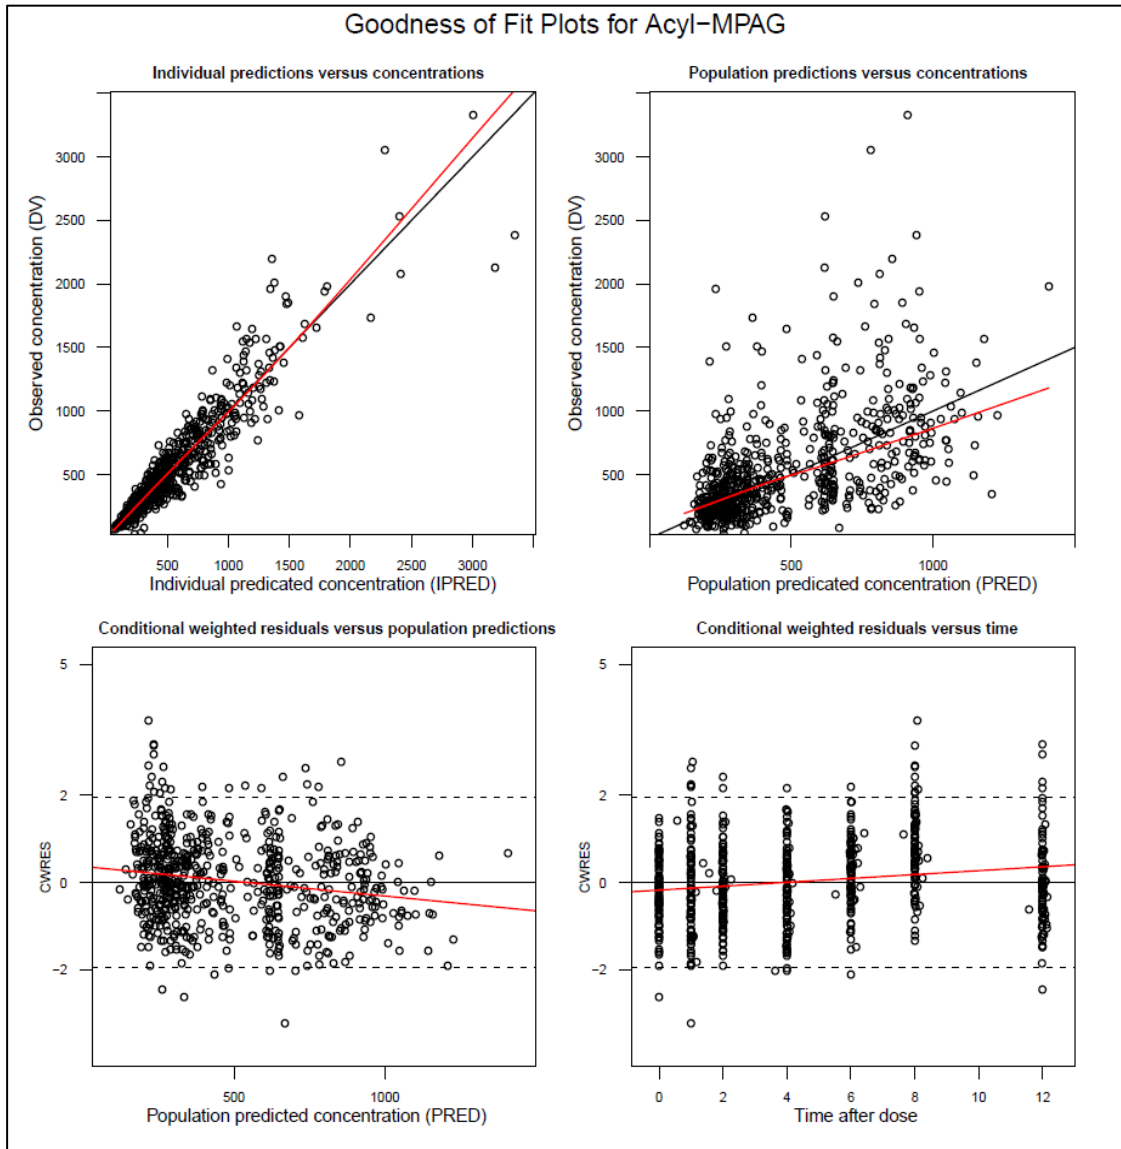 Goodness of Fit Plots for Acyl−MPAG
Individual predictions versus concentrations
Observed concentration (DV)
3000
2500
2000
1500
1000
500
500 1000 1500 2000 2500 3000
Individual predicated concentration (IPRED)
Population predictions versus concentrations
Observed concentration (DV)
3000
2500
2000
1500
1000
500
500 1000
Population predicated concentration (PRED)
Conditional weighted residuals versus population predictions
CWRES
5
2
0
−2
500 1000
Population predicted concentration (PRED)
Conditional weighted residuals versus time
CWRES
5
2
0
−2
0 2 4 6 8 10 12
Time after dose